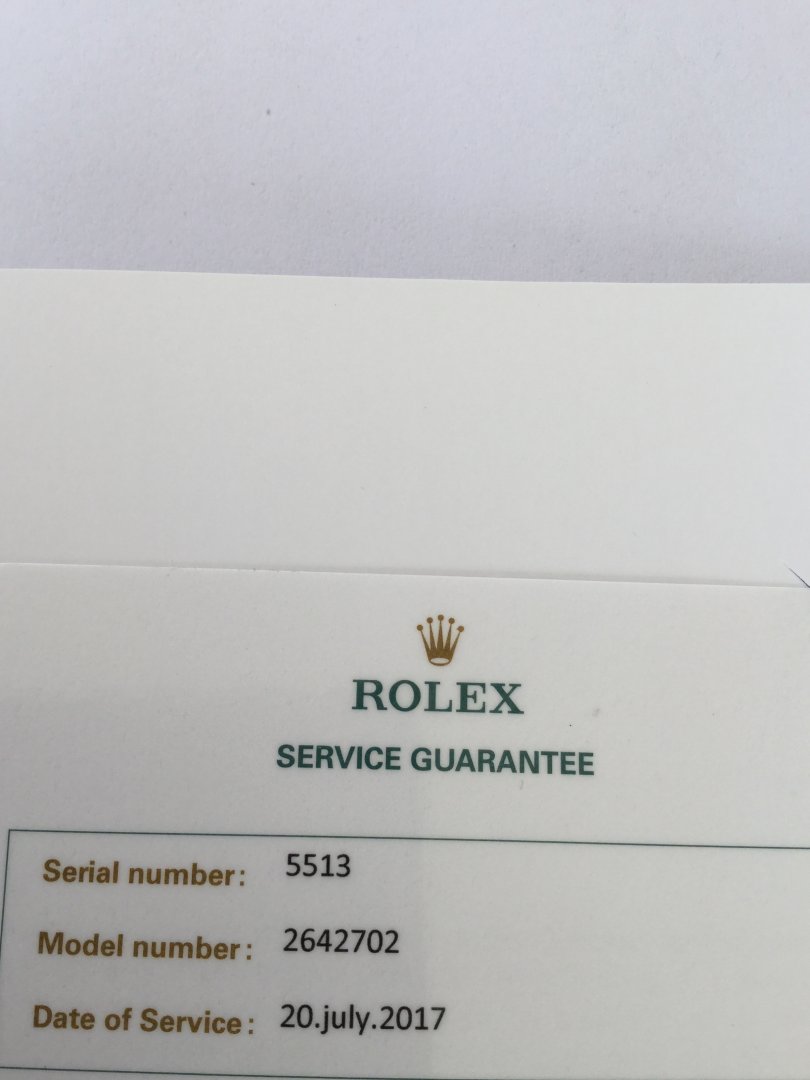 ROLEX
SERVICE GUARANTEE
Serial number: 5513
Model number: 2642702
Date of Service: 20.july.2017